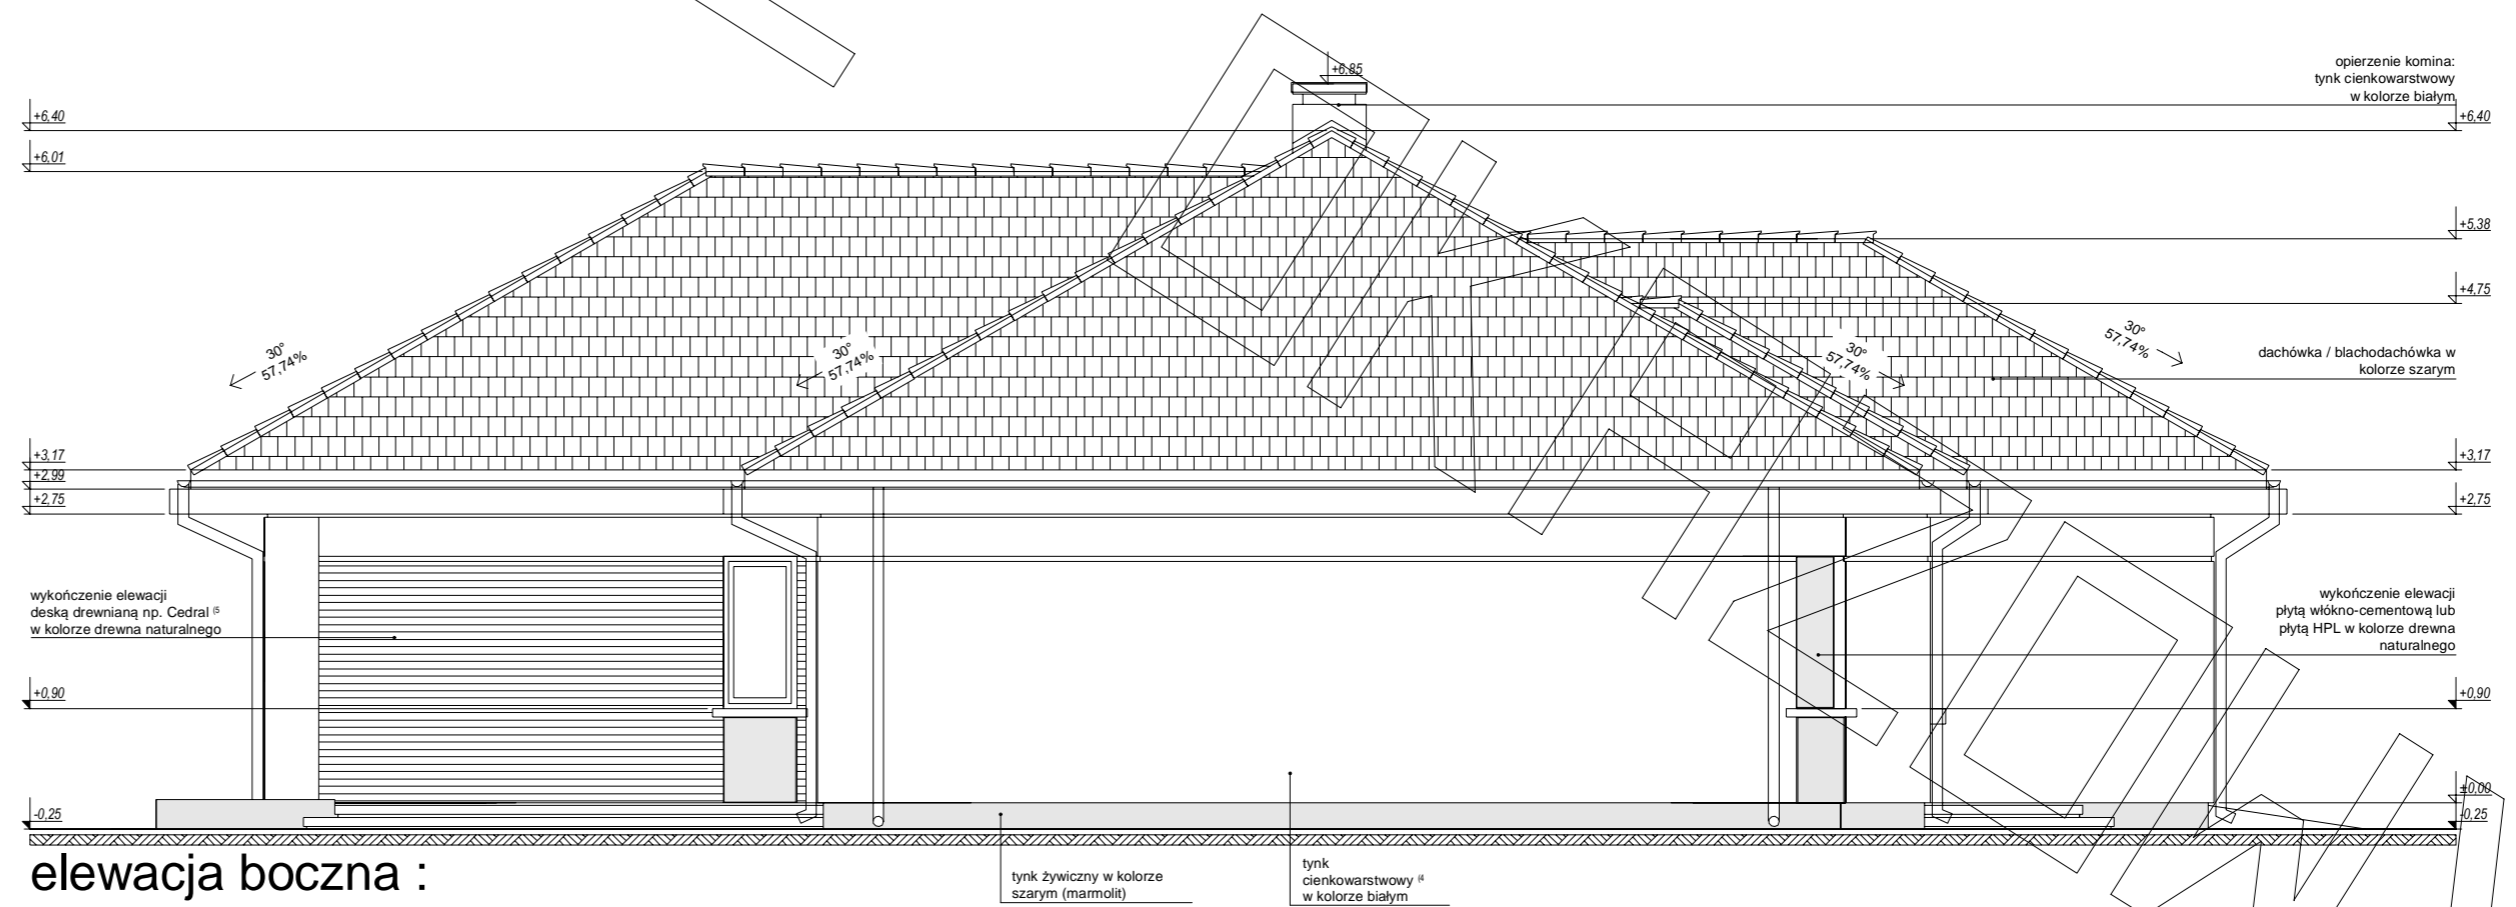 +6,85
opierzenie komina:
tynk cienkowarstwowy
w kolorze białym
+6,40
+6,40
+6,01
+5,38
+4,75
30°
57,74%
30°
57,74%
30°
57,74%
30°
57,74%
dachówka / blachodachówka w
kolorze szarym
+3,17
+3,17
+2,99
+2,75
+2,75
wykończenie elewacji
deską drewnianą np. Cedral (5
w kolorze drewna naturalnego
wykończenie elewacji
płytą włókno-cementową lub
płytą HPL w kolorze drewna
naturalnego
+0,90
+0,90
±0,00
-0,25
-0,25
elewacja boczna :
tynk żywiczny w kolorze
szarym (marmolit)
tynk
cienkowarstwowy (4
w kolorze białym